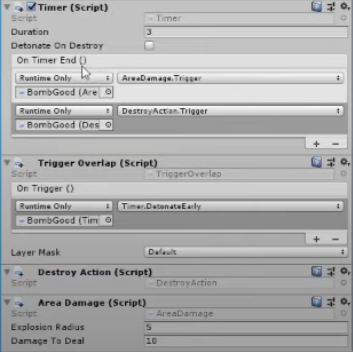 Timer (Script)
Script Timer
Duration 3
Detonate On Destroy
On Timer End ()
Runtime Only AreaDamage.Trigger
BombGood (Are
Runtime Only DestroyAction.Trigger
BombGood (Des
+ -
Trigger Overlap (Script)
Script TriggerOverlap
On Trigger ()
Runtime Only Timer.DetonateEarly
BombGood (Tim
+ -
Layer Mask Default
Destroy Action (Script)
Script DestroyAction
Area Damage (Script)
Script AreaDamage
Explosion Radius 5
Damage To Deal 10